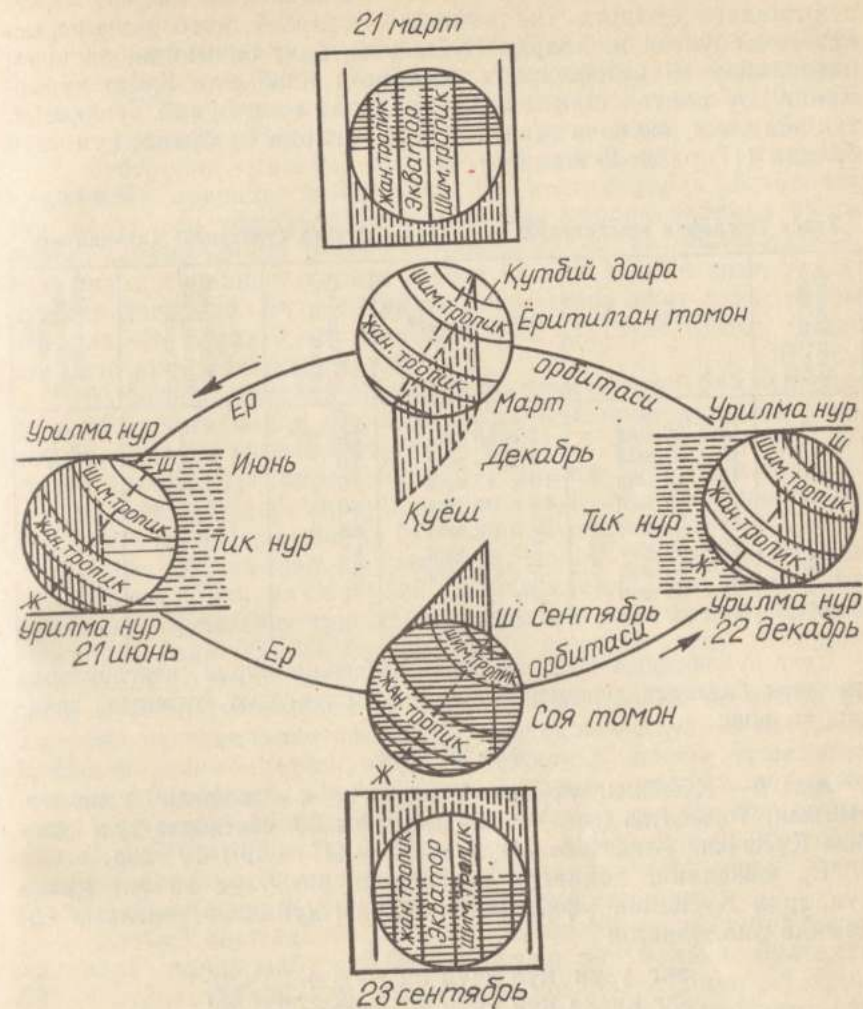 21 март
Жан. тропик
Экватор
Шим. тропик
Қутбий доира
Шим. тропик
Ёритилган томон
Жан. тропик
Ер
орбитаси
Март
Декабрь
Қуёш
Урилма нур
Ш
Июнь
Шим. тропик
Жан. тропик
Тик нур
Ж
Урилма нур
21 июнь
Урилма нур
Ш
Шим. тропик
Жан. тропик
Тик нур
Ж
Урилма нур
22 декабрь
Ш Сентябрь
Ер
орбитаси
Шим. тропик
Жан. тропик
Соя томон
Ж
Жан. тропик
Экватор
Шим. тропик
23 сентябрь